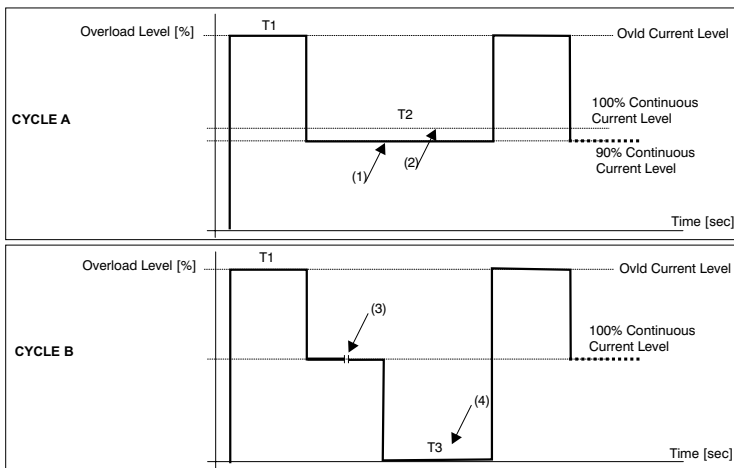 T1
Overload Level [%]
Ovld Current Level
100% Continuous
Current Level
CYCLE A
T2
(1)
(2)
90% Continuous
Current Level
Time [sec]
T1
Overload Level [%]
Ovld Current Level
(3)
100% Continuous
Current Level
CYCLE B
(4)
T3
Time [sec]